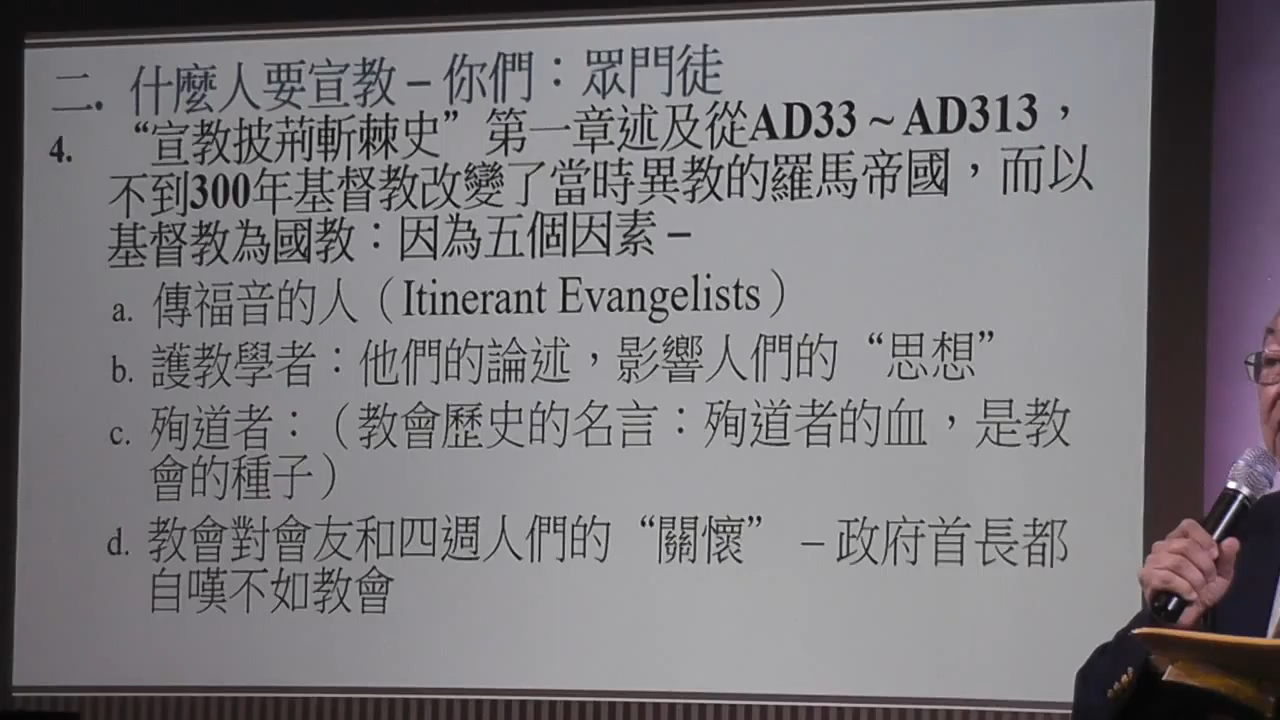 二. 什麼人要宣教 – 你們：眾門徒
4. “宣教披荊斬棘史”第一章述及從AD33 ~ AD313，
不到300年基督教改變了當時異教的羅馬帝國，而以
基督教為國教：因為五個因素 –
a. 傳福音的人（Itinerant Evangelists）
b. 護教學者：他們的論述，影響人們的“思想”
c. 殉道者：（教會歷史的名言：殉道者的血，是教
會的種子）
d. 教會對會友和四週人們的“關懷” – 政府首長都
自嘆不如教會